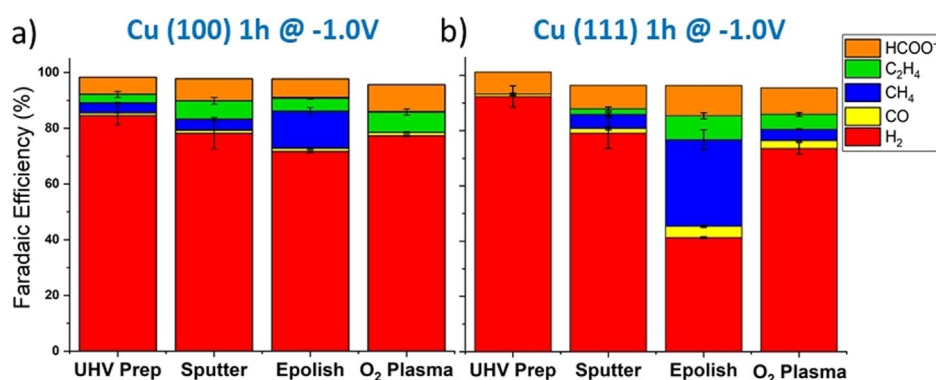 a) Cu (100) 1h @ -1.0V
b) Cu (111) 1h @ -1.0V
HCOO⁻
C₂H₄
CH₄
CO
H₂
Faradaic Efficiency (%)
100
80
60
40
20
0
UHV Prep Sputter Epolish O₂ Plasma
UHV Prep Sputter Epolish O₂ Plasma